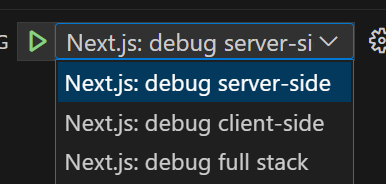 G Next.js: debug server-si
Next.js: debug server-side
Next.js: debug client-side
Next.js: debug full stack